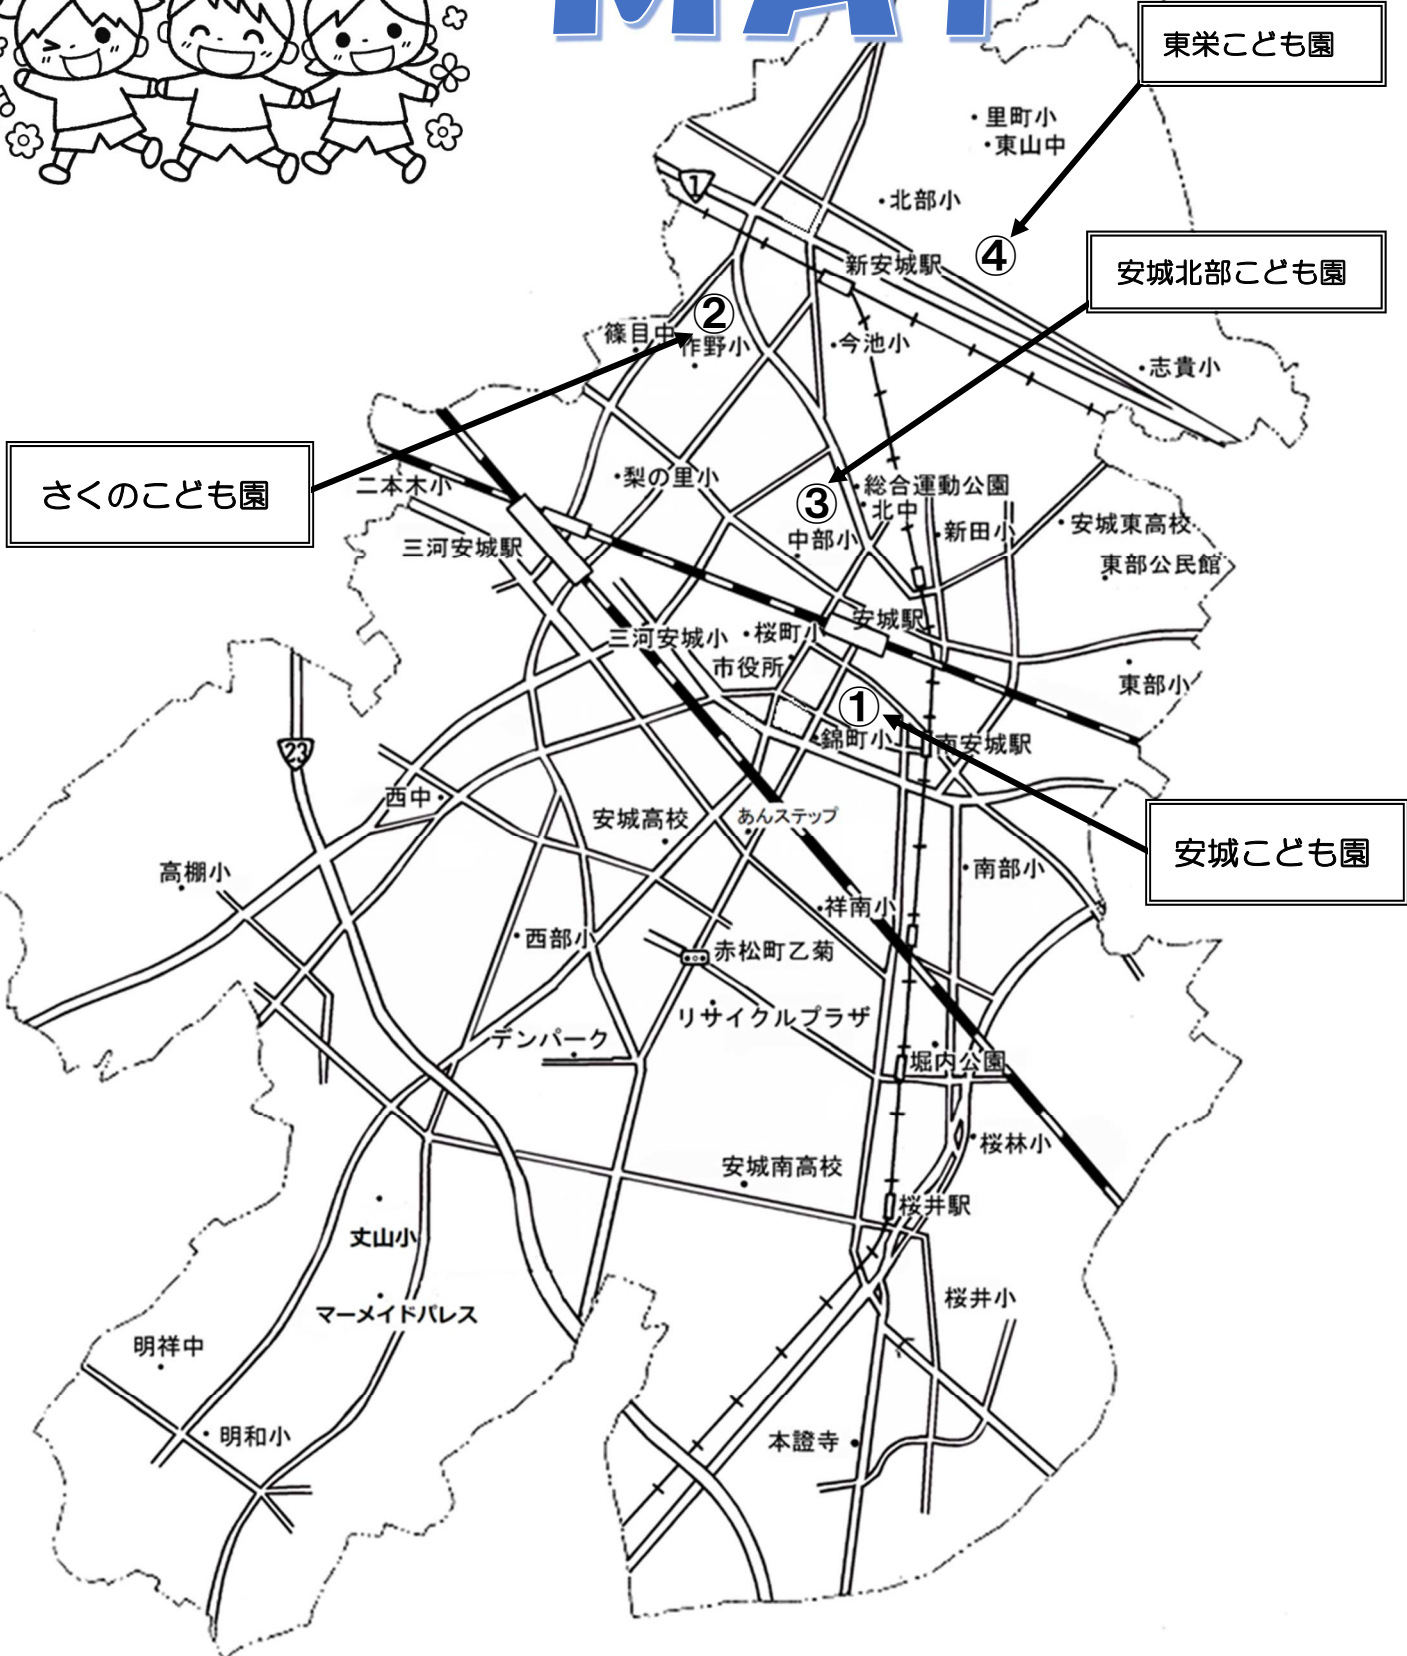 MAP
東栄こども園
・里町小
・東山中
1
・北部小
④
新安城駅
安城北部こども園
②
篠目中
作野小
・今池小
・志貴小
さくのこども園
・梨の里小
二本木小
・総合運動公園
③
・北中
・新田小
・安城東高校
中部小
三河安城駅
東部公民館
安城駅
三河安城小
・桜町小
市役所
東部小
①
錦町小
南安城駅
23
西中・
安城高校
あんステップ
安城こども園
高棚小
・南部小
・祥南小
・西部小
赤松町乙菊
リサイクルプラザ
デンパーク
堀内公園
・桜林小
安城南高校
桜井駅
丈山小
桜井小
マーメイドパレス
明祥中
・明和小
本證寺